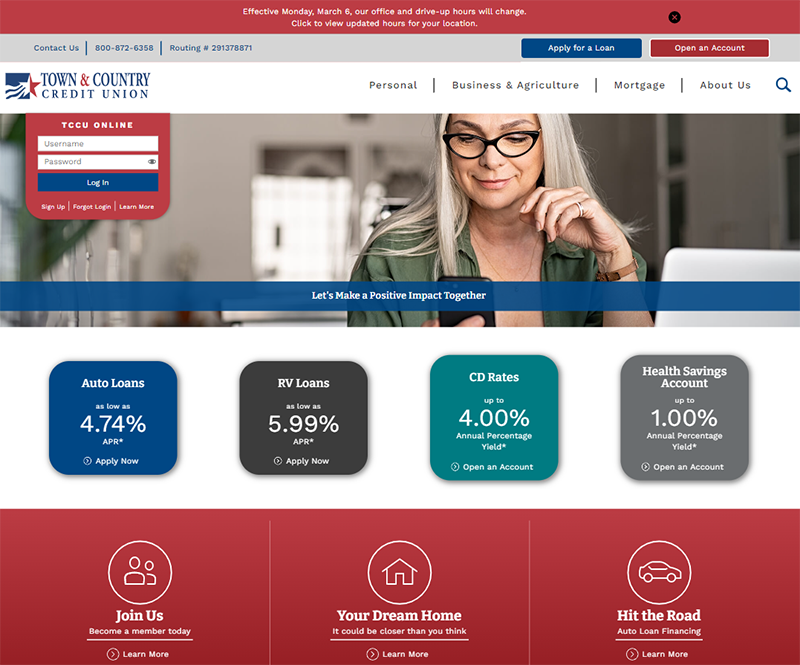 Effective Monday, March 6, our office and drive-up hours will change.
Click to view updated hours for your location.
Contact Us
800-872-6358
Routing # 291378871
Apply for a Loan
Open an Account
TOWN & COUNTRY
CREDIT UNION
Personal
Business & Agriculture
Mortgage
About Us
TCCU ONLINE
Username
Password
Log In
Sign Up
Forgot Login
Learn More
Let's Make a Positive Impact Together
Auto Loans
as low as
4.74%
APR*
Apply Now
RV Loans
as low as
5.99%
APR*
Apply Now
CD Rates
up to
4.00%
Annual Percentage
Yield*
Open an Account
Health Savings
Account
up to
1.00%
Annual Percentage
Yield*
Open an Account
Join Us
Become a member today
Learn More
Your Dream Home
It could be closer than you think
Learn More
Hit the Road
Auto Loan Financing
Learn More